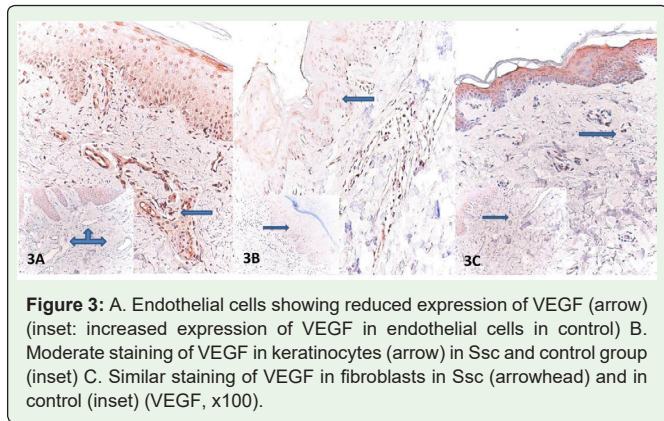 3A
3B
3C
Figure 3: A. Endothelial cells showing reduced expression of VEGF (arrow)
(inset: increased expression of VEGF in endothelial cells in control) B.
Moderate staining of VEGF in keratinocytes (arrow) in Ssc and control group
(inset) C. Similar staining of VEGF in fibroblasts in Ssc (arrowhead) and in
control (inset) (VEGF, x100).